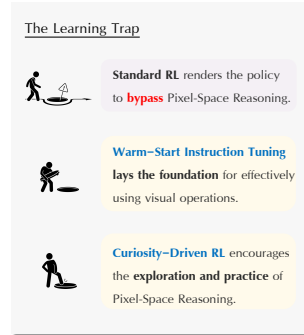 The Learning Trap
Standard RL renders the policy
to bypass Pixel-Space Reasoning.
Warm-Start Instruction Tuning
lays the foundation for effectively
using visual operations.
Curiosity-Driven RL encourages
the exploration and practice of
Pixel-Space Reasoning.